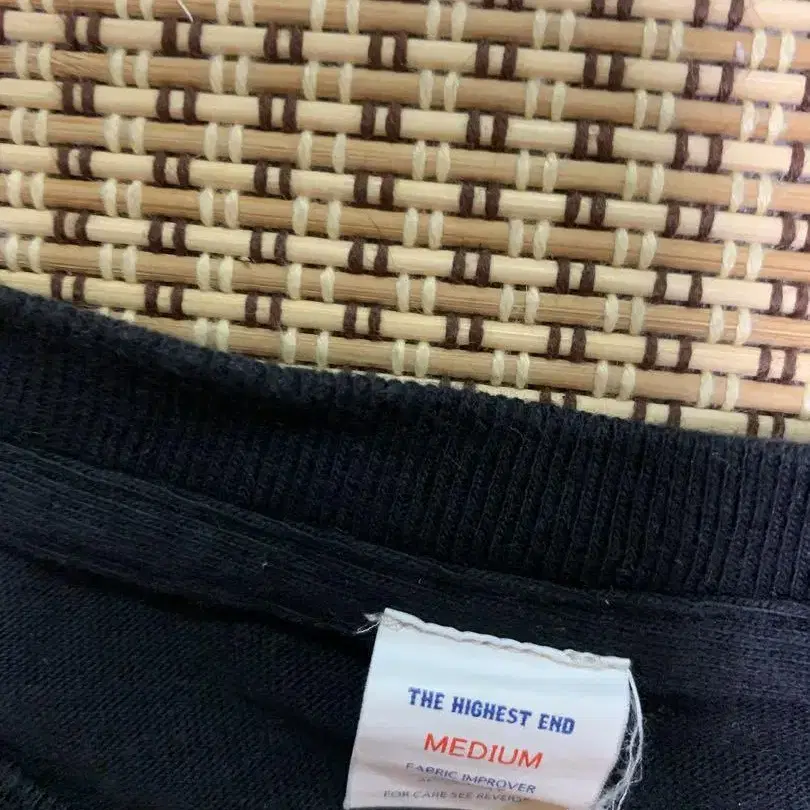 THE HIGHEST END
MEDIUM
FABRIC IMPROVER
FOR CARE SEE REVERSE